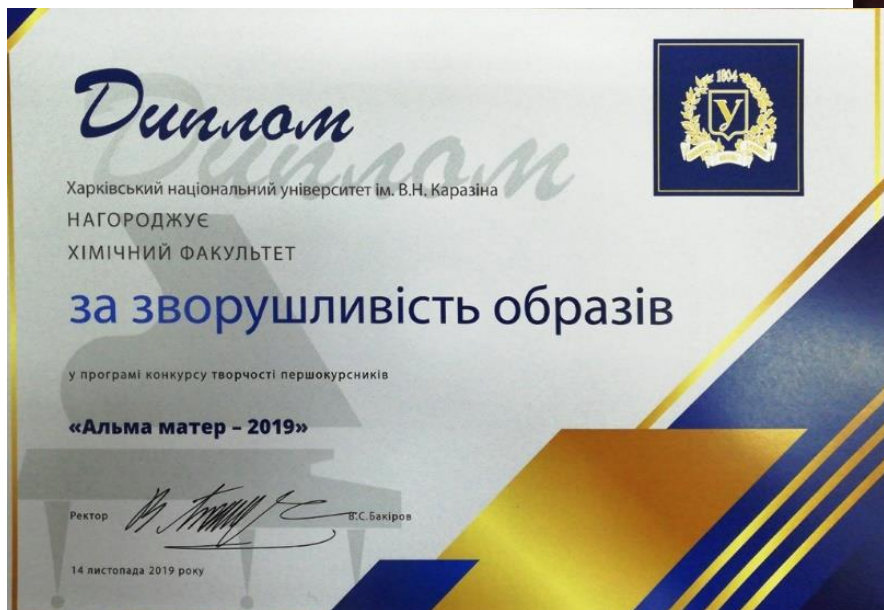 Диплом
1804
У
Харківський національний університет ім. В.Н. Каразіна
НАГОРОДЖУЄ
ХІМІЧНИЙ ФАКУЛЬТЕТ
за зворушливість образів
у програмі конкурсу творчості першокурсників
«Альма матер – 2019»
Ректор В.С.Бакіров
14 листопада 2019 року